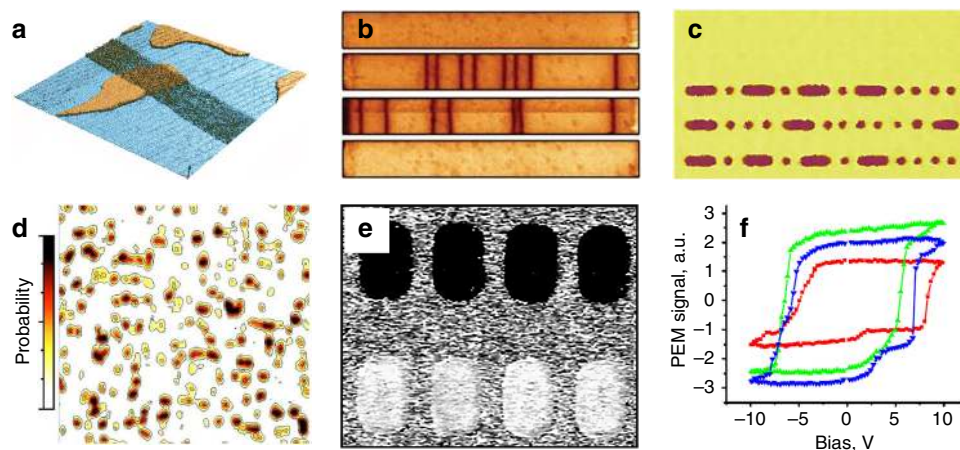 a
b
c
d
Probability
e
f
PEM signal, a.u.
3
2
1
0
–1
–2
–3
–10
–5
0
5
10
Bias, V